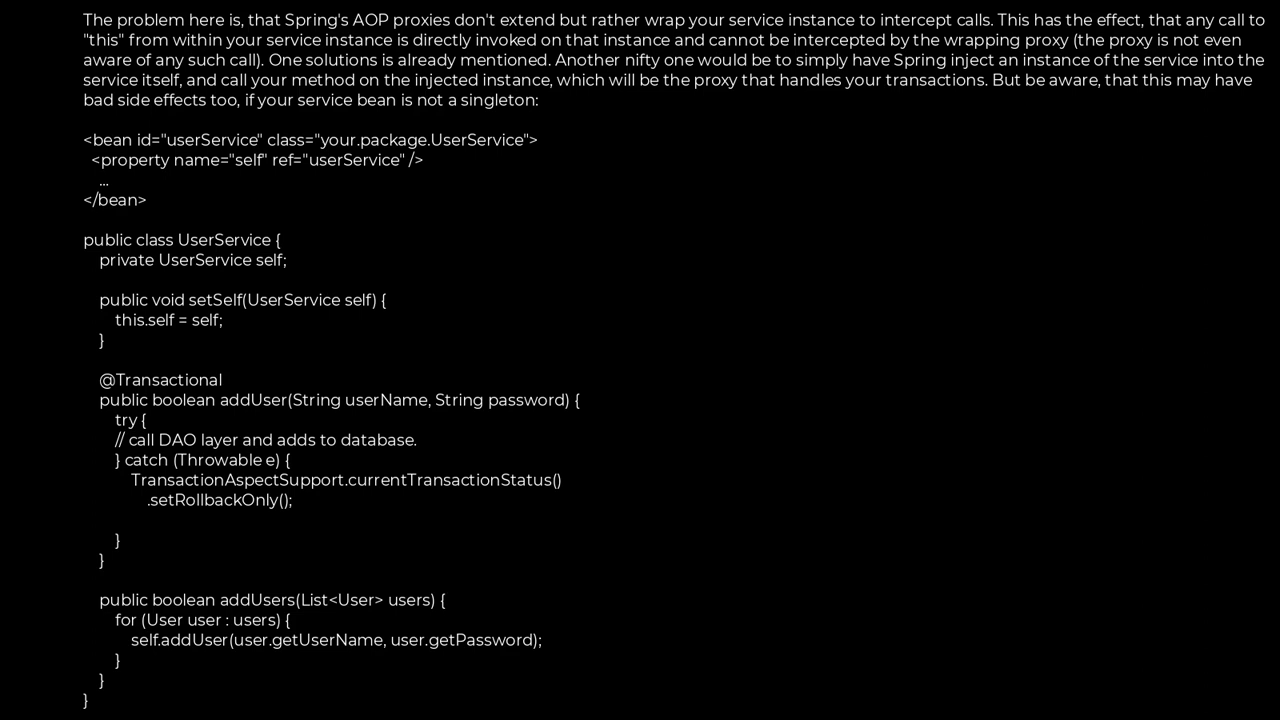 The problem here is, that Spring's AOP proxies don't extend but rather wrap your service instance to intercept calls. This has the effect, that any call to
"this" from within your service instance is directly invoked on that instance and cannot be intercepted by the wrapping proxy (the proxy is not even
aware of any such call). One solutions is already mentioned. Another nifty one would be to simply have Spring inject an instance of the service into the
service itself, and call your method on the injected instance, which will be the proxy that handles your transactions. But be aware, that this may have
bad side effects too, if your service bean is not a singleton:

<bean id="userService" class="your.package.UserService">
  <property name="self" ref="userService" />
    ...
</bean>

public class UserService {
    private UserService self;

    public void setSelf(UserService self) {
        this.self = self;
    }

    @Transactional
    public boolean addUser(String userName, String password) {
        try {
        // call DAO layer and adds to database.
        } catch (Throwable e) {
            TransactionAspectSupport.currentTransactionStatus()
                .setRollbackOnly();

        }
    }

    public boolean addUsers(List<User> users) {
        for (User user : users) {
            self.addUser(user.getUserName, user.getPassword);
        }
    }
}